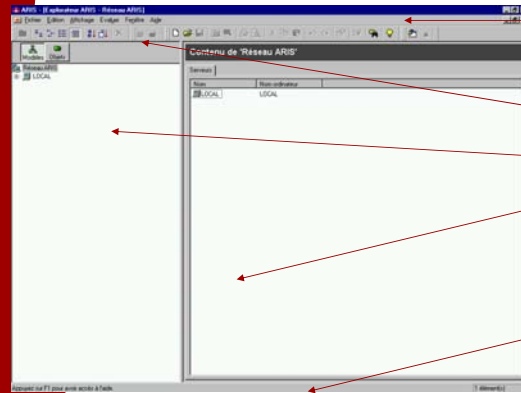 ARIS - [Explorateur ARIS - Réseau ARIS]
Fichier Edition Affichage Evaluer Fenêtre Aide
Modèles Objets
Contenu de 'Réseau ARIS'
Réseau ARIS
LOCAL
Serveurs
Nom Nom ordinateur
LOCAL LOCAL
Appuyez sur F1 pour avoir accès à l'aide. 1 élément(s)